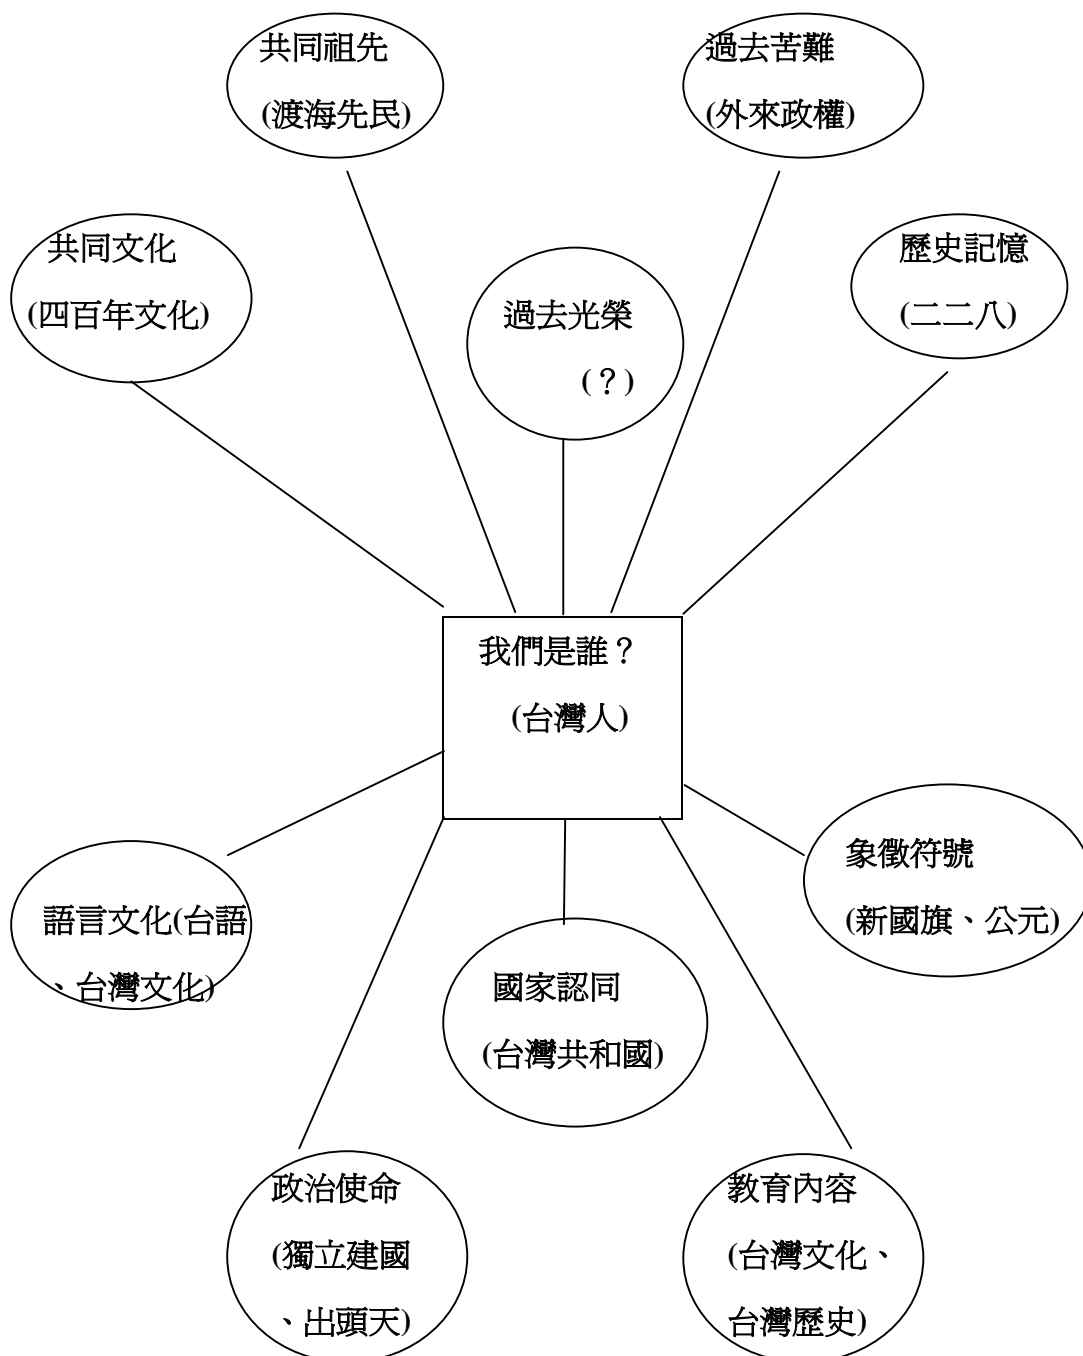 共同祖先
(渡海先民)
過去苦難
(外來政權)
共同文化
(四百年文化)
過去光榮
(？)
歷史記憶
(二二八)
我們是誰？
(台灣人)
語言文化(台語
、台灣文化)
國家認同
(台灣共和國)
象徵符號
(新國旗、公元)
政治使命
(獨立建國
、出頭天)
教育內容
(台灣文化、
台灣歷史)